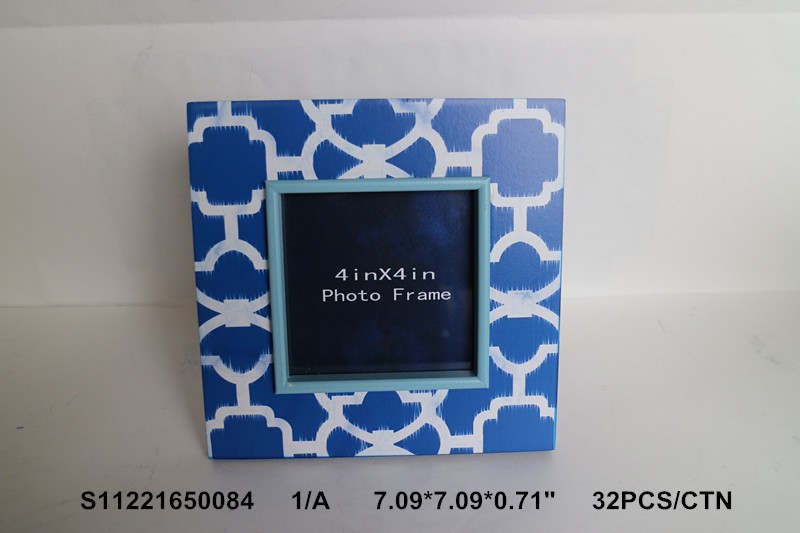 4inX4in
Photo Frame
S11221650084 1/A 7.09*7.09*0.71" 32PCS/CTN